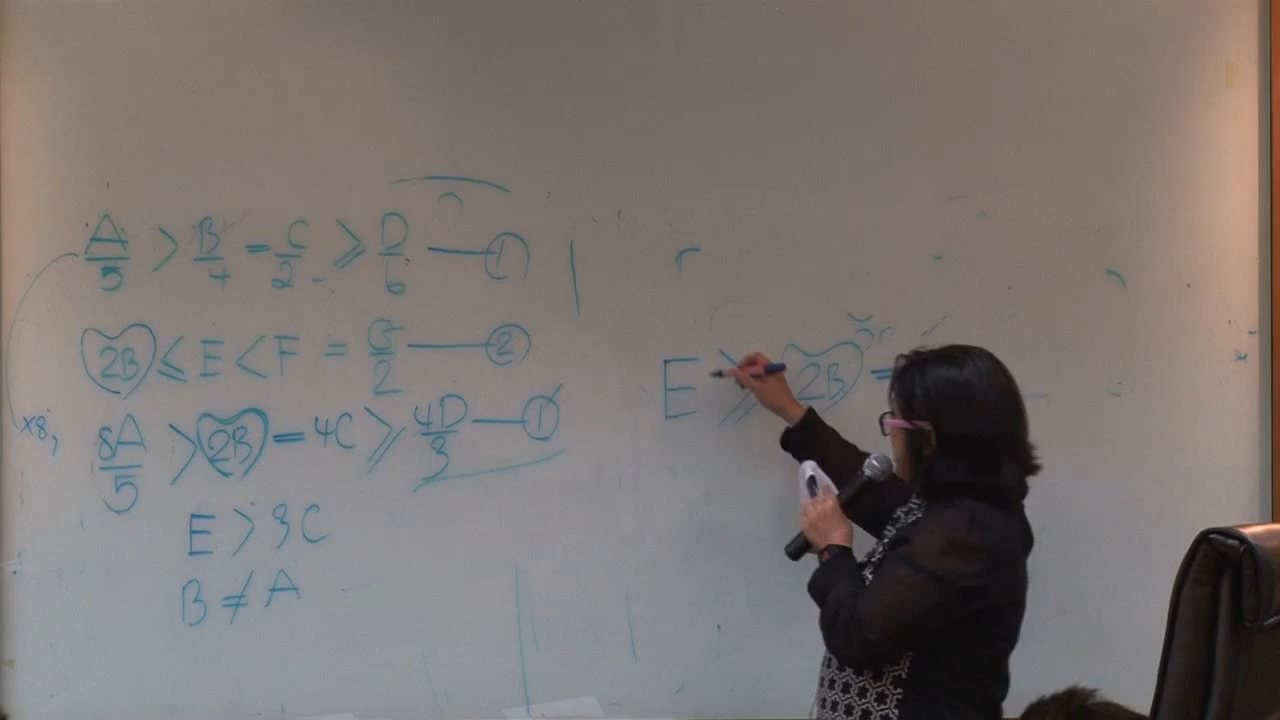 A/5 > B/4 = C/2 ⩾ D/6 — ①
2B ≤ E < F = G/2 — ②
×8; 8A/5 > 2B = 4C ⩾ 4D/3 — ①
E > 3C
B ≠ A
E ⩾ 2B =